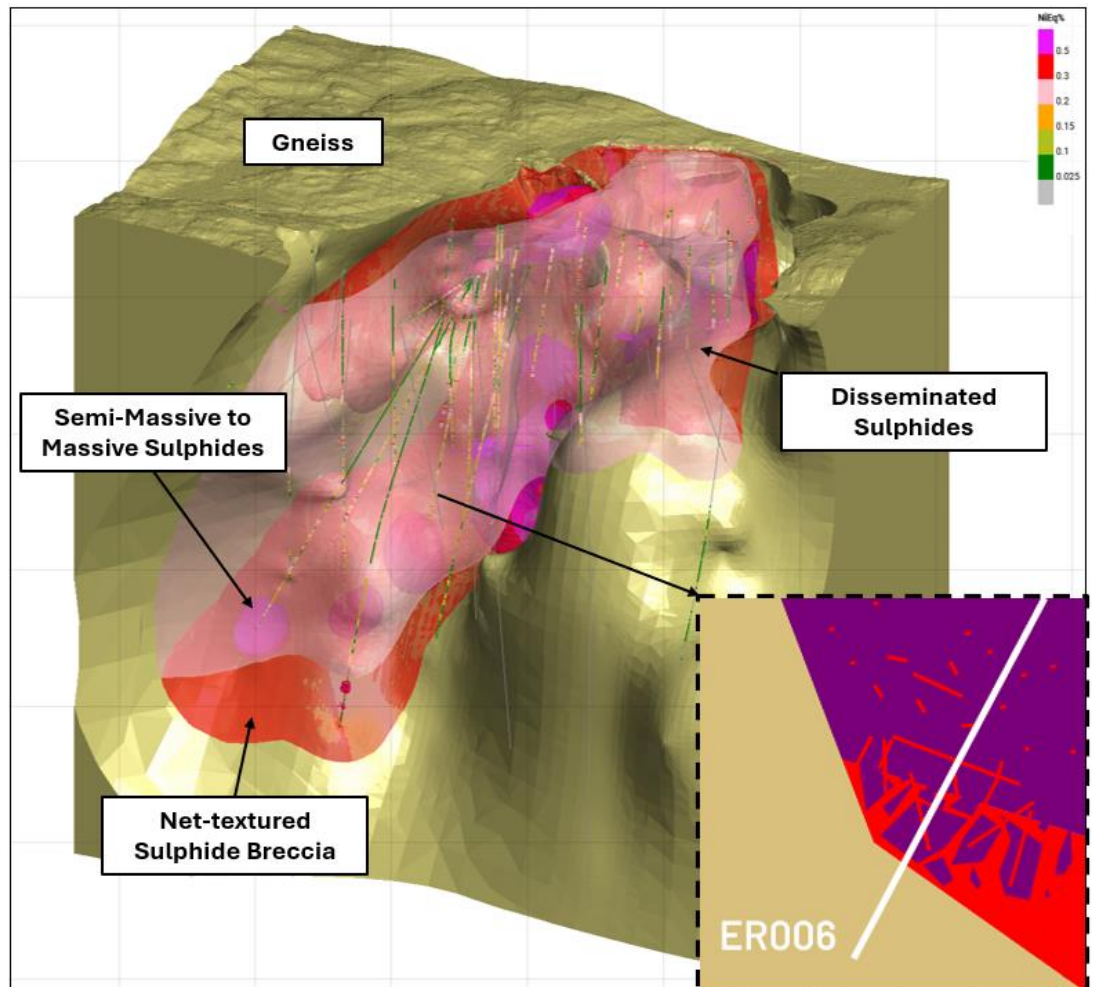 NiEq%
0.5
0.3
0.2
0.15
0.1
0.025
Gneiss
Semi-Massive to
Massive Sulphides
Disseminated
Sulphides
Net-textured
Sulphide Breccia
ER006